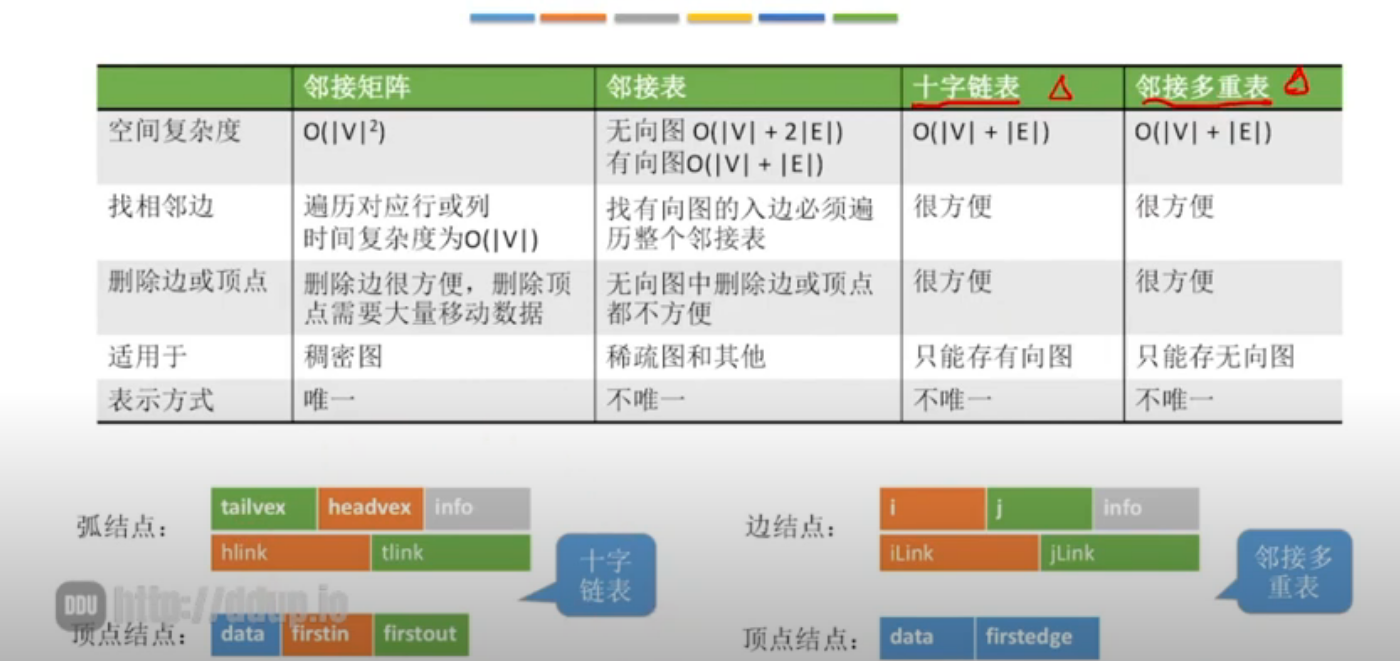 邻接矩阵 邻接表 十字链表 邻接多重表
空间复杂度 O(|V|²) 无向图 O(|V| + 2|E|) O(|V| + |E|) O(|V| + |E|)
有向图O(|V| + |E|)
找相邻边 遍历对应行或列 找有向图的入边必须遍 很方便 很方便
时间复杂度为O(|V|) 历整个邻接表
删除边或顶点 删除边很方便，删除顶 无向图中删除边或顶点 很方便 很方便
点需要大量移动数据 都不方便
适用于 稠密图 稀疏图和其他 只能存有向图 只能存无向图
表示方式 唯一 不唯一 不唯一 不唯一
弧结点：
tailvex headvex info
hlink tlink
十字
链表
顶点结点：
data firstin firstout
边结点：
i j info
iLink jLink
邻接多
重表
顶点结点：
data firstedge
DDU http://ddup.io